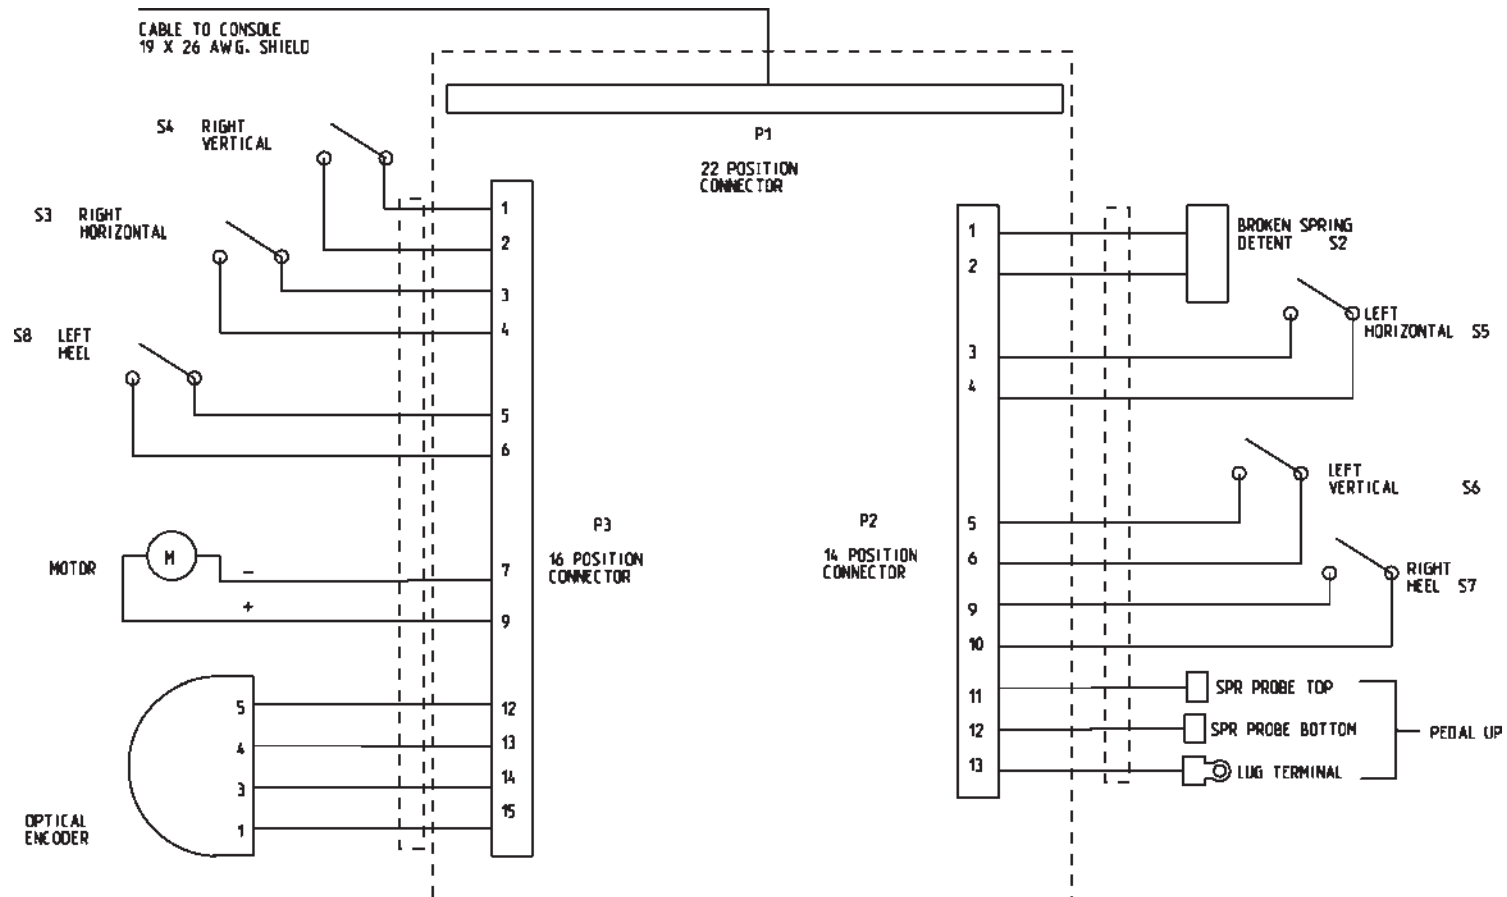 CABLE TO CONSOLE
19 X 26 AWG. SHIELD
P1
22 POSITION
CONNECTOR
S4 RIGHT
VERTICAL
S3 RIGHT
HORIZONTAL
S8 LEFT
HEEL
MOTOR
M
-
+
OPTICAL
ENCODER
5
4
3
1
1
2
3
4
5
6
7
9
12
13
14
15
P3
16 POSITION
CONNECTOR
P2
14 POSITION
CONNECTOR
1
2
3
4
5
6
9
10
11
12
13
BROKEN SPRING
DETENT S2
LEFT
HORIZONTAL S5
LEFT
VERTICAL S6
RIGHT
HEEL S7
SPR PROBE TOP
SPR PROBE BOTTOM
LUG TERMINAL
PEDAL UP